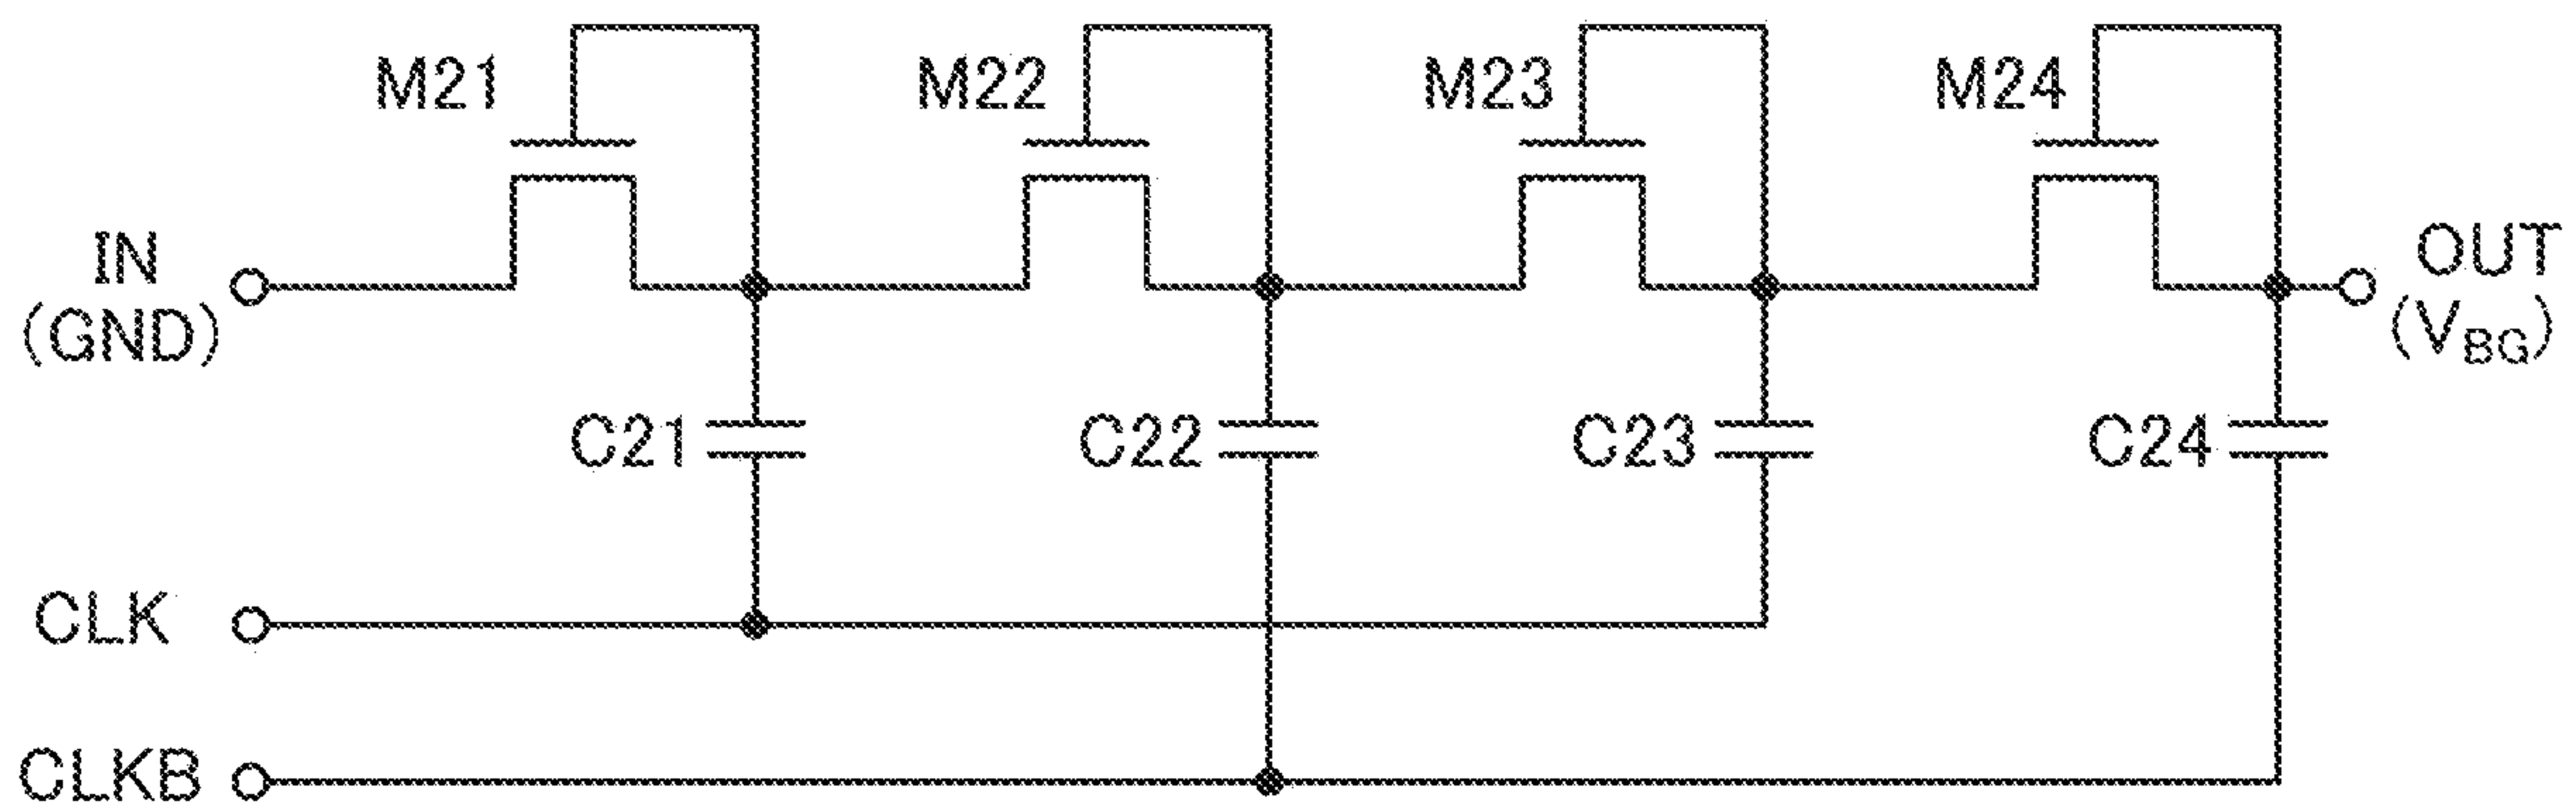 M21
M22
M23
M24
IN
(GND)
OUT
(VBG)
C21
C22
C23
C24
CLK
CLKB